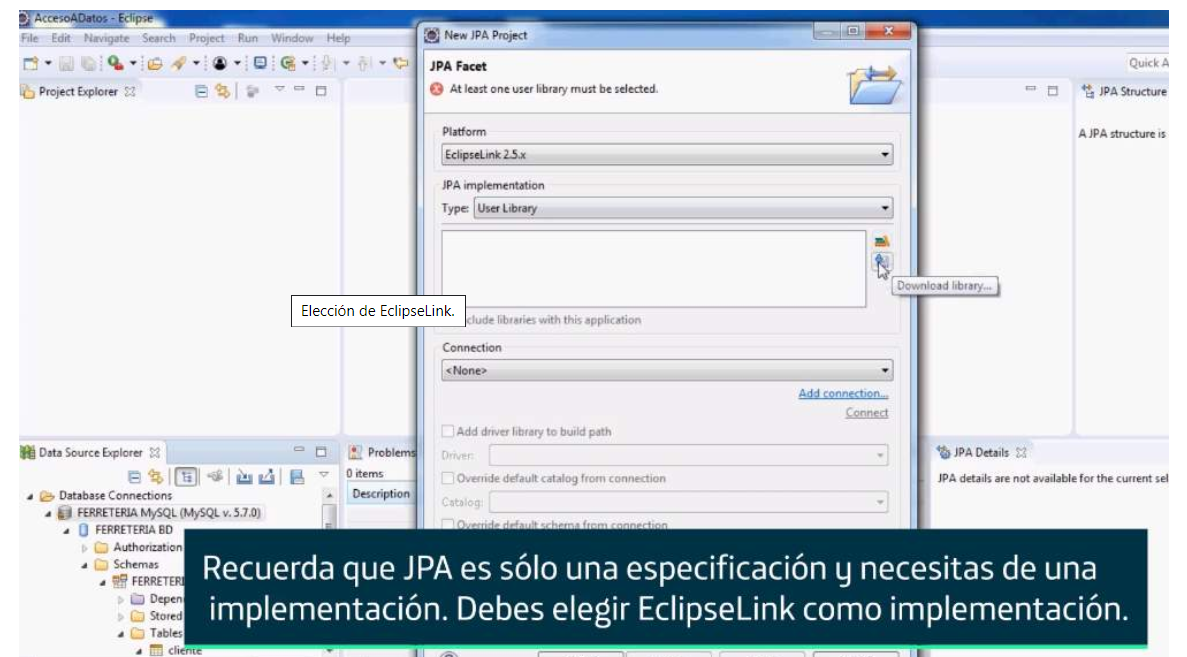 AccesoADatos - Eclipse
File Edit Navigate Search Project Run Window Help
Quick A
Project Explorer
JPA Structure
A JPA structure is
New JPA Project
JPA Facet
At least one user library must be selected.
Platform
EclipseLink 2.5.x
JPA implementation
Type: User Library
Download library...
Elección de EclipseLink.
clude libraries with this application
Connection
<None>
Add connection...
Connect
Add driver library to build path
Driver:
Override default catalog from connection
Catalog:
Override default schema from connection
Data Source Explorer
Database Connections
FERRETERIA MySQL (MySQL v. 5.7.0)
FERRETERIA BD
Authorization
Schemas
FERRETERI
Depen
Stored
Tables
cliente
Problems
0 items
Description
JPA Details
JPA details are not available for the current sel
Recuerda que JPA es sólo una especificación y necesitas de una
implementación. Debes elegir EclipseLink como implementación.